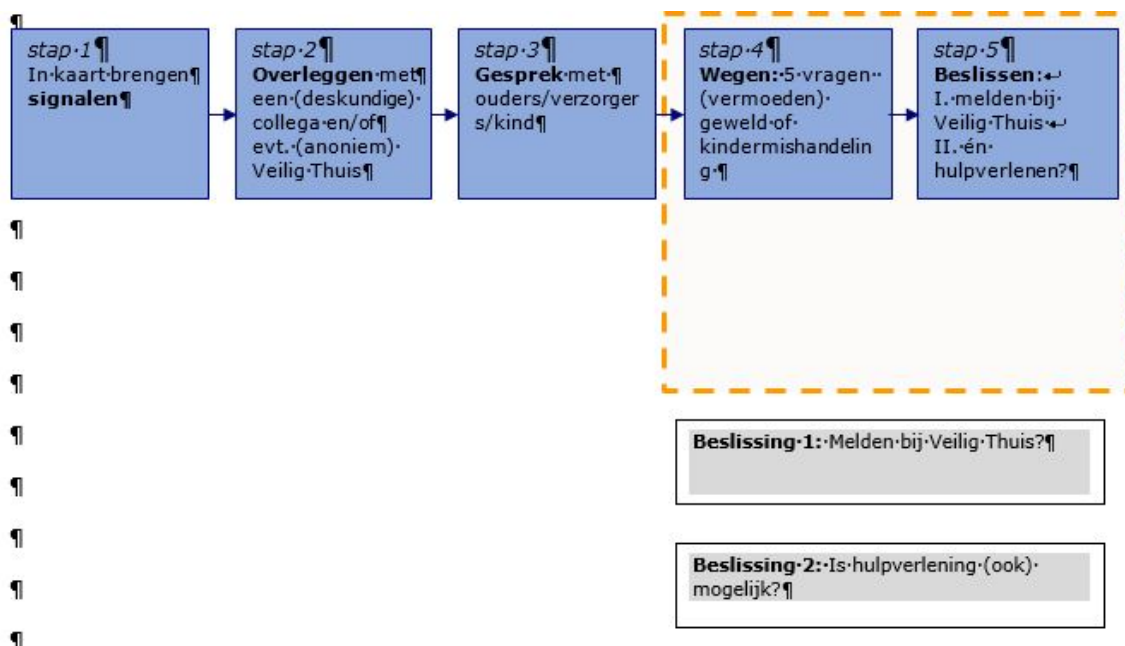 stap 1
In kaart brengen
signalen
stap 2
Overleggen met
een (deskundige)
collega en/of
evt. (anoniem)
Veilig Thuis
stap 3
Gesprek met
ouders/verzorger
s/kind
stap 4
Wegen: 5 vragen
(vermoeden)
geweld of
kindermishandelin
g
stap 5
Beslissen:
I. melden bij
Veilig Thuis
II. én
hulpverlenen?
Beslissing 1: Melden bij Veilig Thuis?
Beslissing 2: Is hulpverlening (ook)
mogelijk?